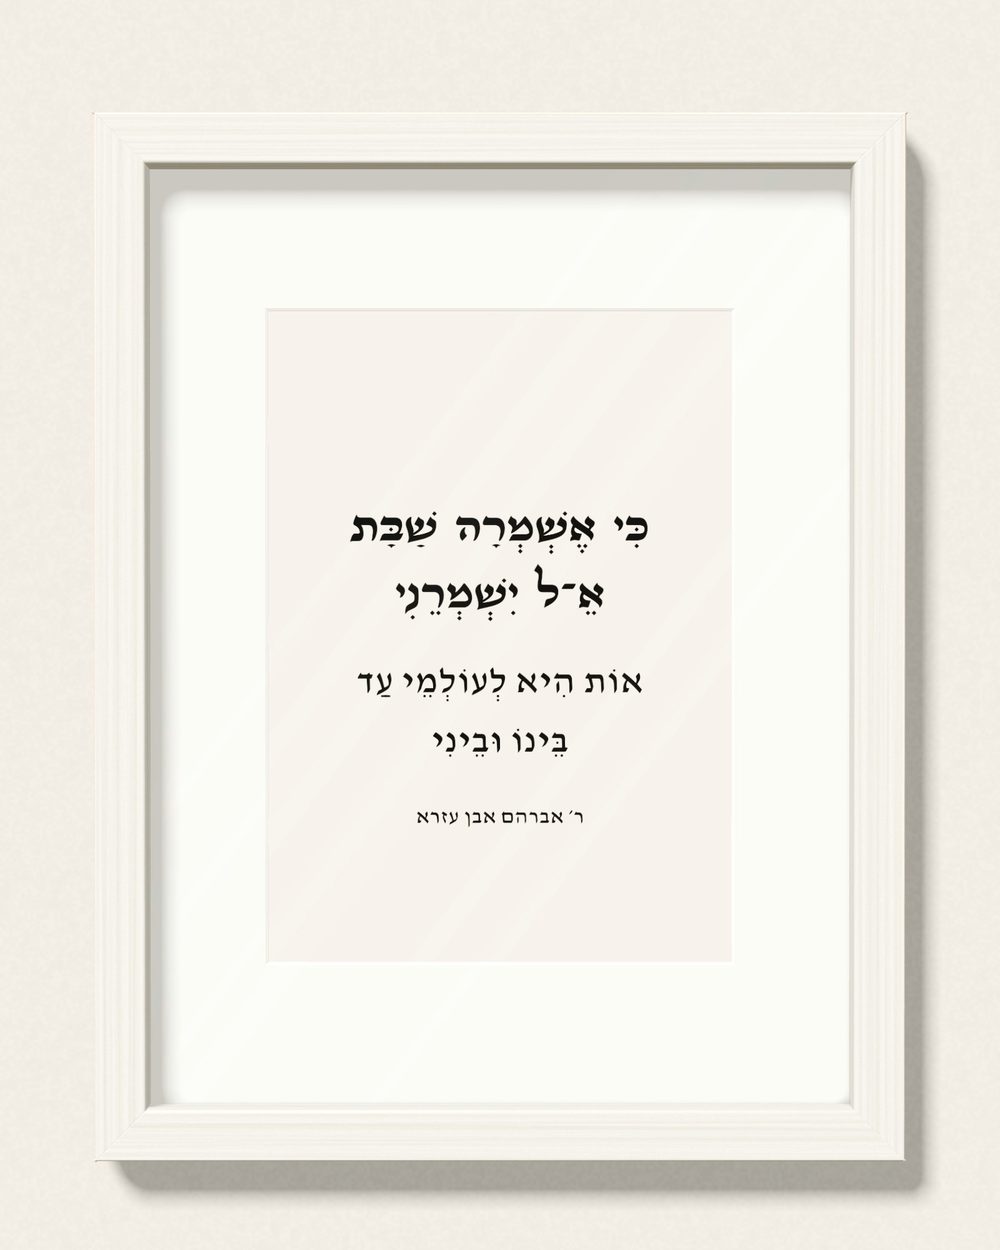 כִּי אֶשְׁמְרָה שַׁבָּת
אֵ־ל יִשְׁמְרֵנִי
אוֹת הִיא לְעוֹלְמֵי עַד
בֵּינוֹ וּבֵינִי
ר׳ אברהם אבן עזרא